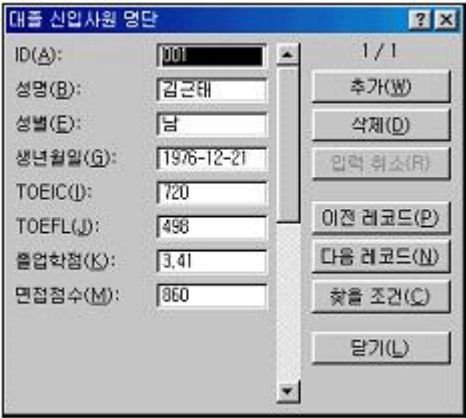 대졸 신입사원 명단
1 / 1
ID(A): 001
성명(B): 김근태
성별(E): 남
생년월일(G): 1976-12-21
TOEIC(I): 720
TOEFL(J): 498
졸업학점(K): 3.41
면접점수(M): 860
추가(W)
삭제(D)
입력 취소(R)
이전 레코드(P)
다음 레코드(N)
찾을 조건(C)
닫기(L)